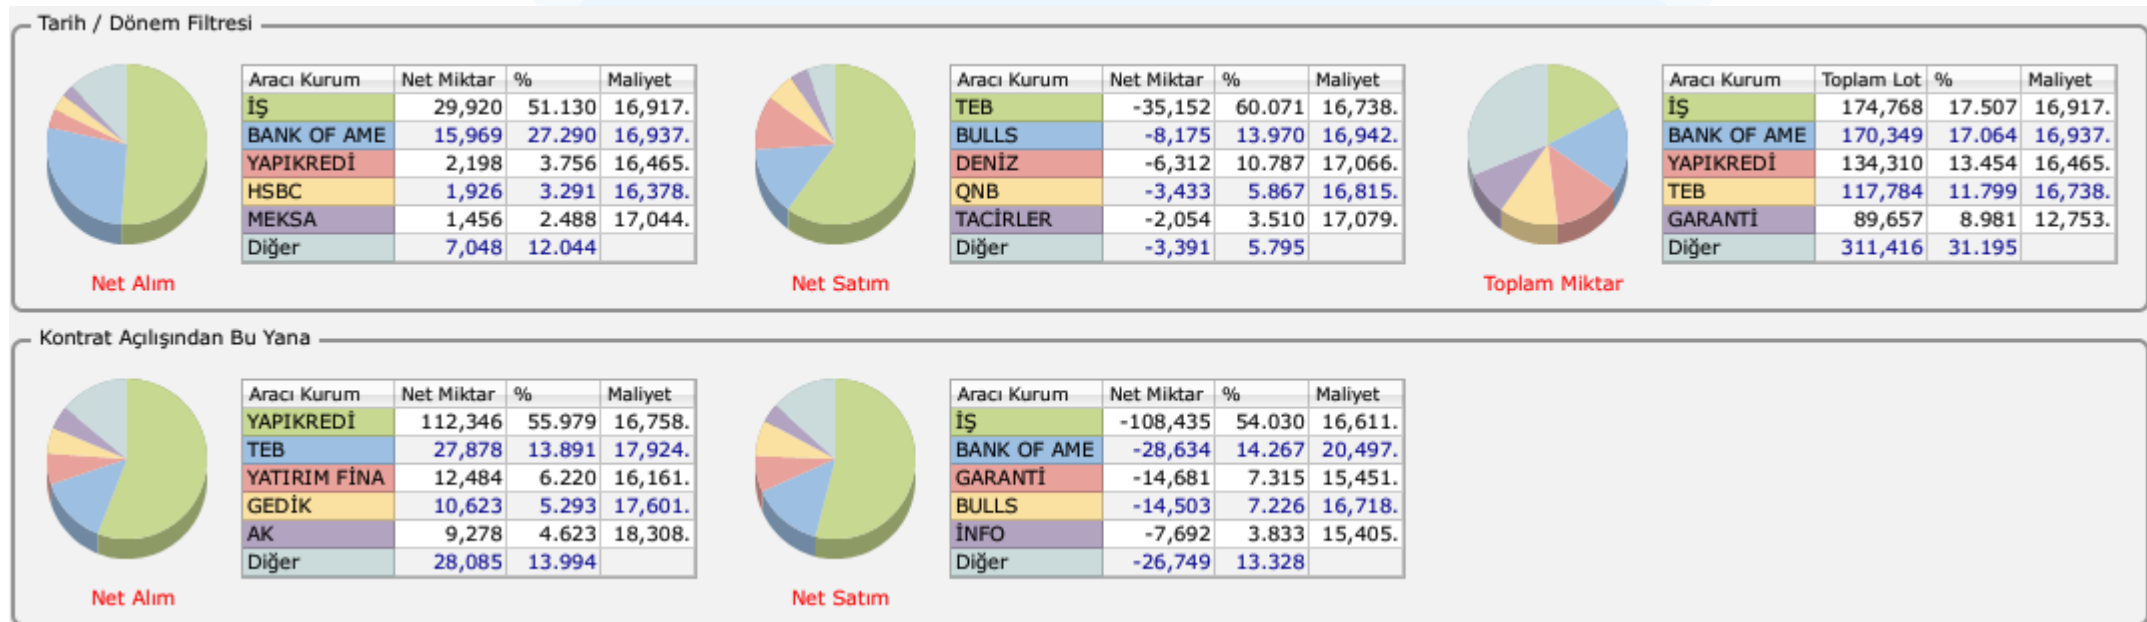 Tarih / Dönem Filtresi
Aracı Kurum Net Miktar % Maliyet
İŞ 29,920 51.130 16,917.
BANK OF AME 15,969 27.290 16,937.
YAPIKREDİ 2,198 3.756 16,465.
HSBC 1,926 3.291 16,378.
MEKSA 1,456 2.488 17,044.
Diğer 7,048 12.044
Net Alım
Aracı Kurum Net Miktar % Maliyet
TEB -35,152 60.071 16,738.
BULLS -8,175 13.970 16,942.
DENİZ -6,312 10.787 17,066.
QNB -3,433 5.867 16,815.
TACİRLER -2,054 3.510 17,079.
Diğer -3,391 5.795
Net Satım
Aracı Kurum Toplam Lot % Maliyet
İŞ 174,768 17.507 16,917.
BANK OF AME 170,349 17.064 16,937.
YAPIKREDİ 134,310 13.454 16,465.
TEB 117,784 11.799 16,738.
GARANTİ 89,657 8.981 12,753.
Diğer 311,416 31.195
Toplam Miktar
Kontrat Açılışından Bu Yana
Aracı Kurum Net Miktar % Maliyet
YAPIKREDİ 112,346 55.979 16,758.
TEB 27,878 13.891 17,924.
YATIRIM FİNA 12,484 6.220 16,161.
GEDİK 10,623 5.293 17,601.
AK 9,278 4.623 18,308.
Diğer 28,085 13.994
Net Alım
Aracı Kurum Net Miktar % Maliyet
İŞ -108,435 54.030 16,611.
BANK OF AME -28,634 14.267 20,497.
GARANTİ -14,681 7.315 15,451.
BULLS -14,503 7.226 16,718.
İNFO -7,692 3.833 15,405.
Diğer -26,749 13.328
Net Satım